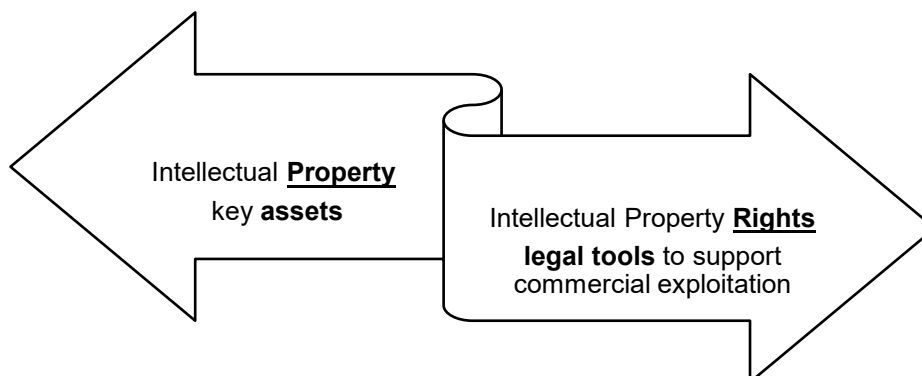 Intellectual Property
key assets
Intellectual Property Rights
legal tools to support
commercial exploitation